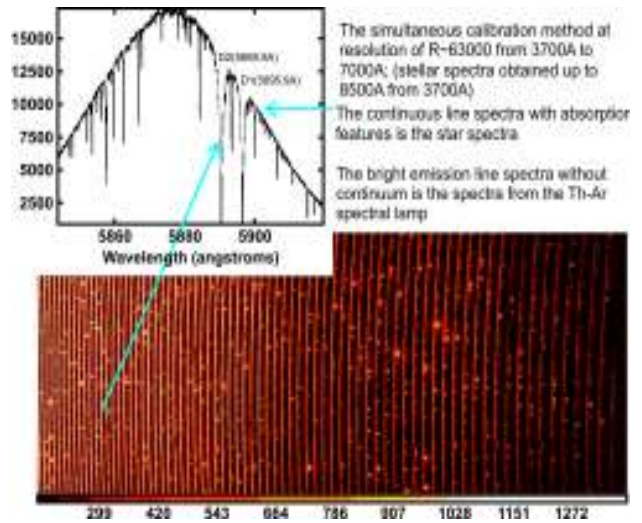 15000
12500
10000
7500
5000
2500
5860 5880 5900
Wavelength (angstroms)
The simultaneous calibration method at
resolution of R~63000 from 3700A to
7000A; (stellar spectra obtained up to
8500A from 3700A)
The continuous line spectra with absorption
features is the star spectra
The bright emission line spectra without
continuum is the spectra from the Th-Ar
spectral lamp
299 420 543 664 786 907 1028 1151 1272